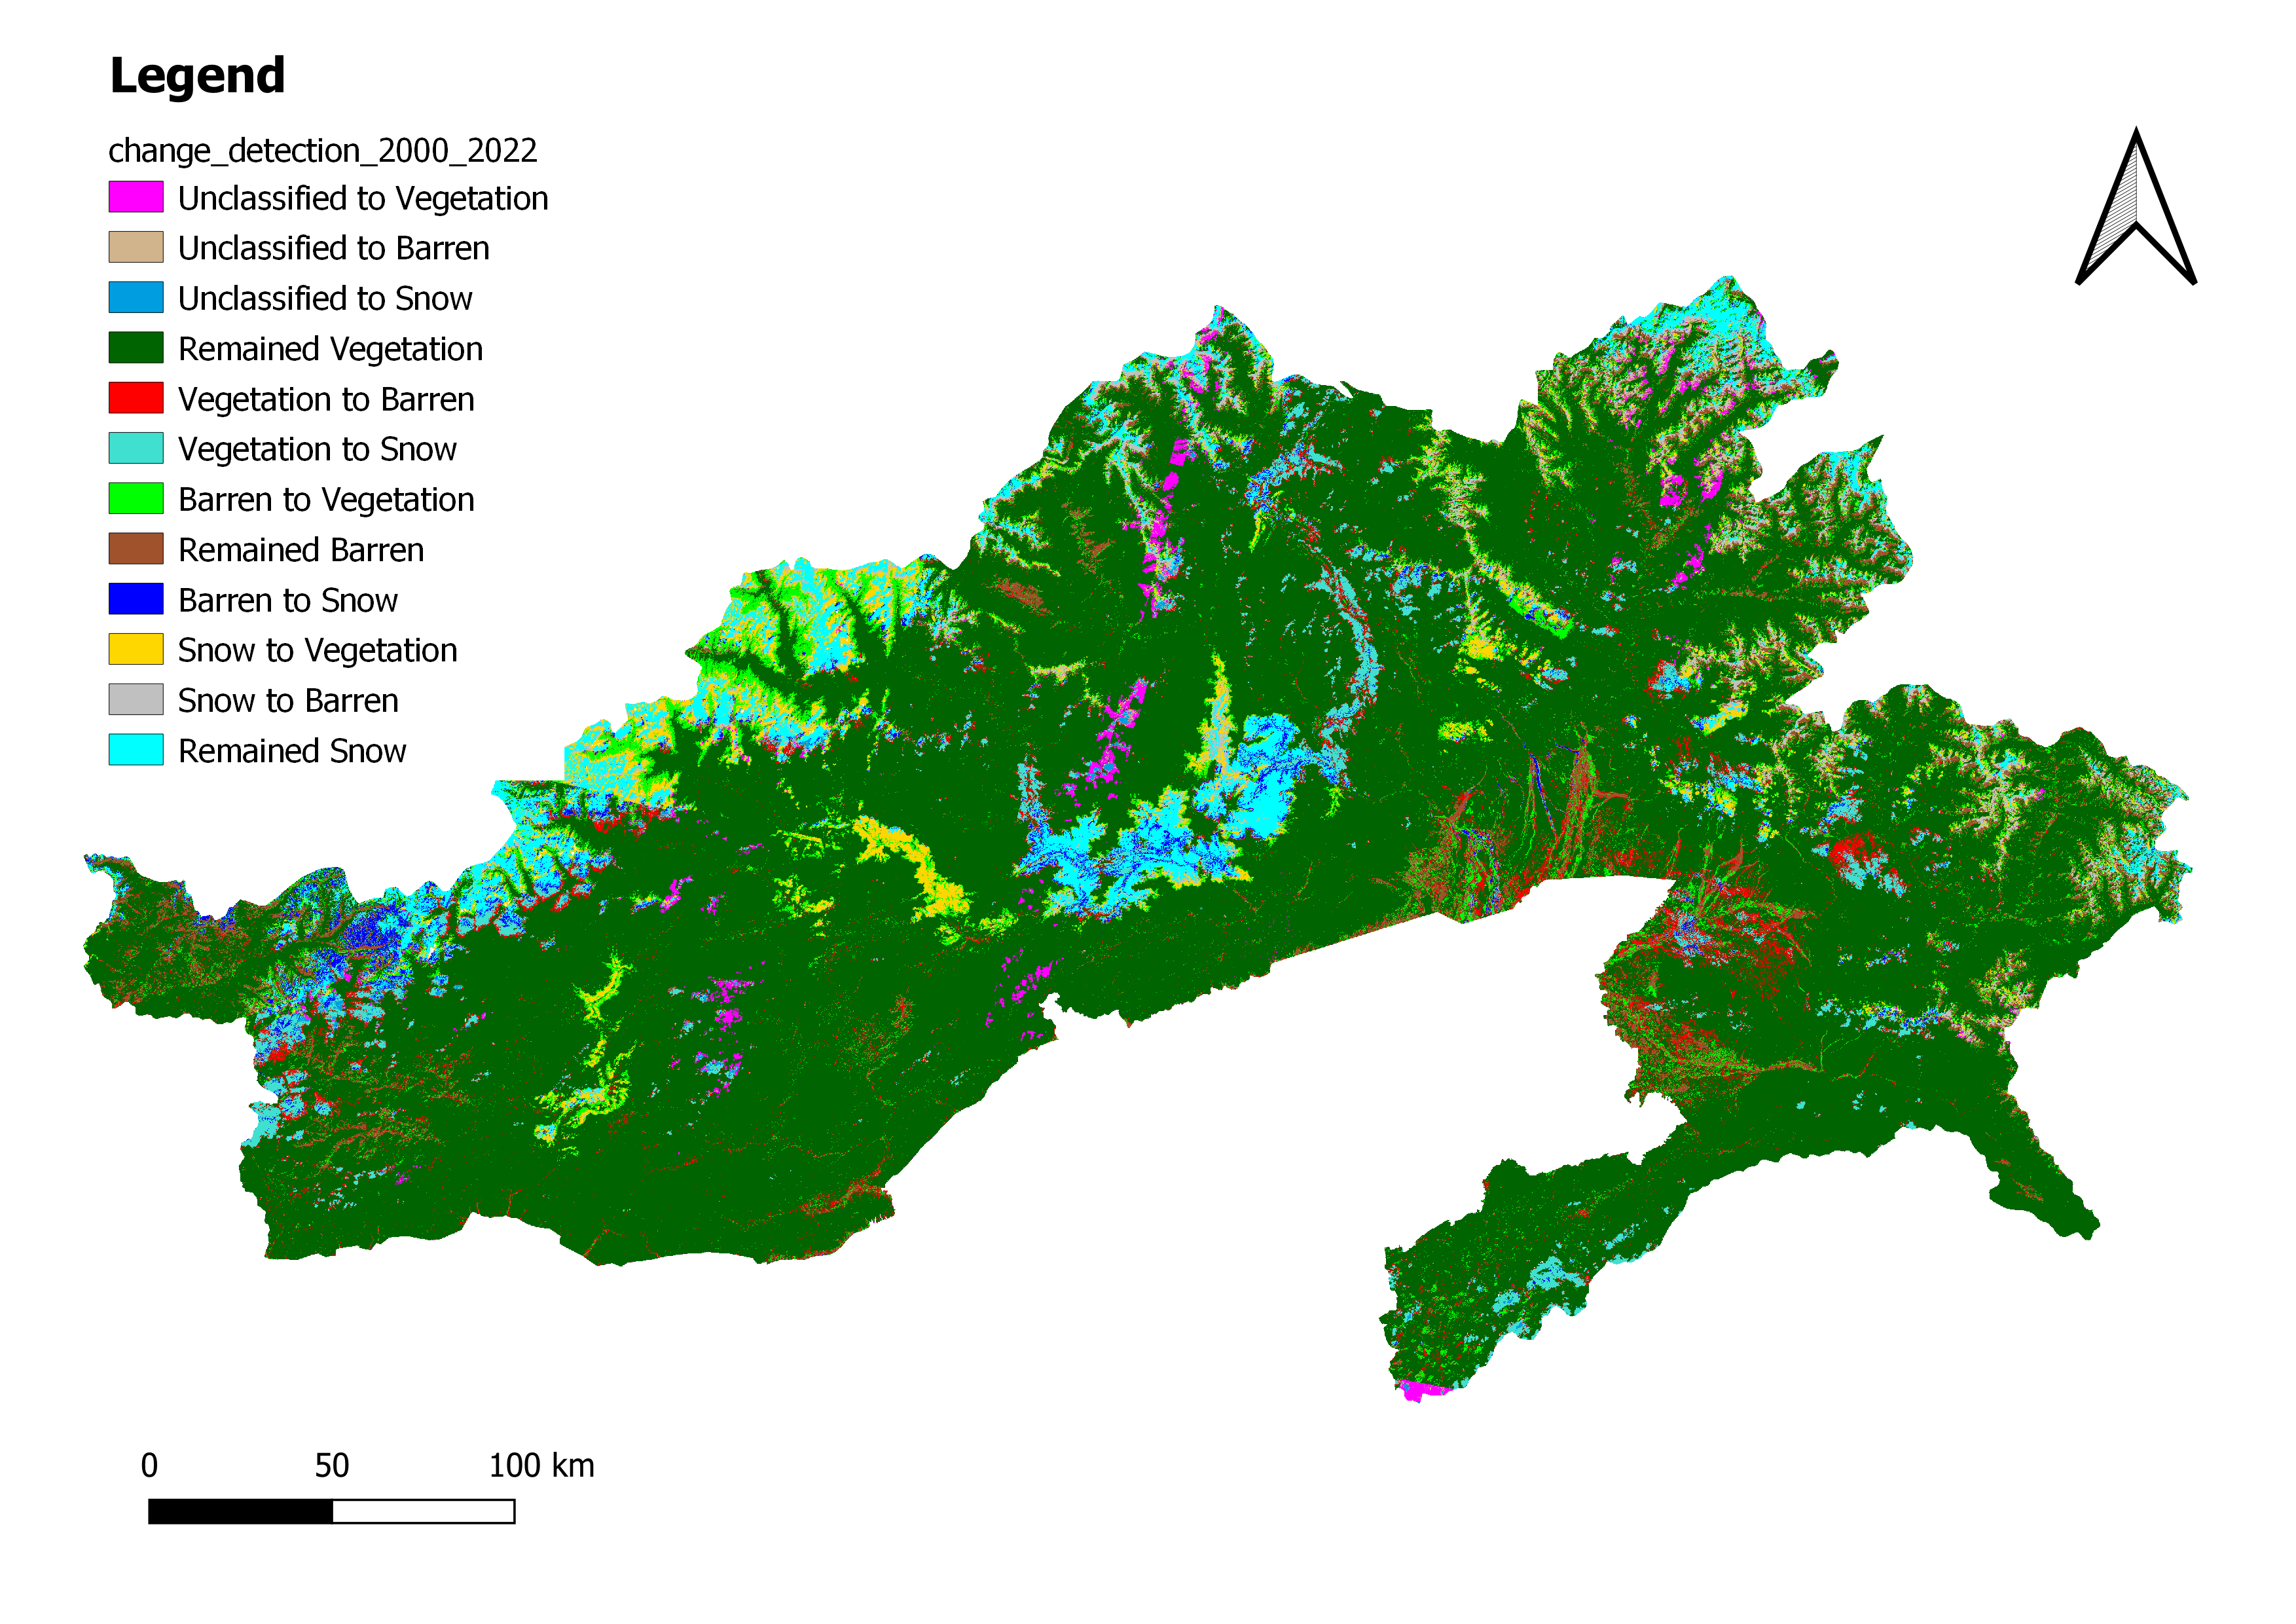 Legend
change_detection_2000_2022
Unclassified to Vegetation
Unclassified to Barren
Unclassified to Snow
Remained Vegetation
Vegetation to Barren
Vegetation to Snow
Barren to Vegetation
Remained Barren
Barren to Snow
Snow to Vegetation
Snow to Barren
Remained Snow
0 50 100 km